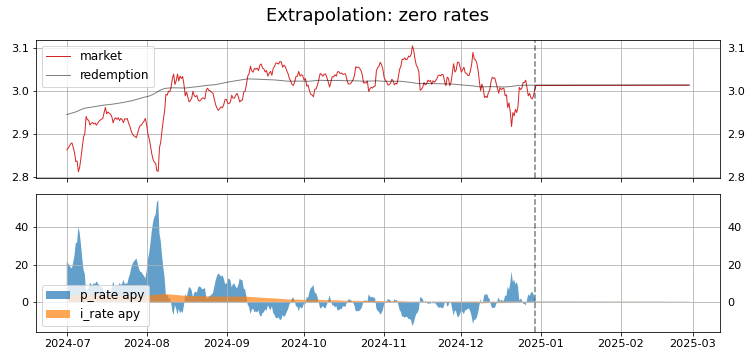 Extrapolation: zero rates
3.1 3.1
market
redemption
3.0 3.0
2.9 2.9
2.8 2.8
40 40
20 20
p_rate apy
0 0
i_rate apy
2024-07 2024-08 2024-09 2024-10 2024-11 2024-12 2025-01 2025-02 2025-03